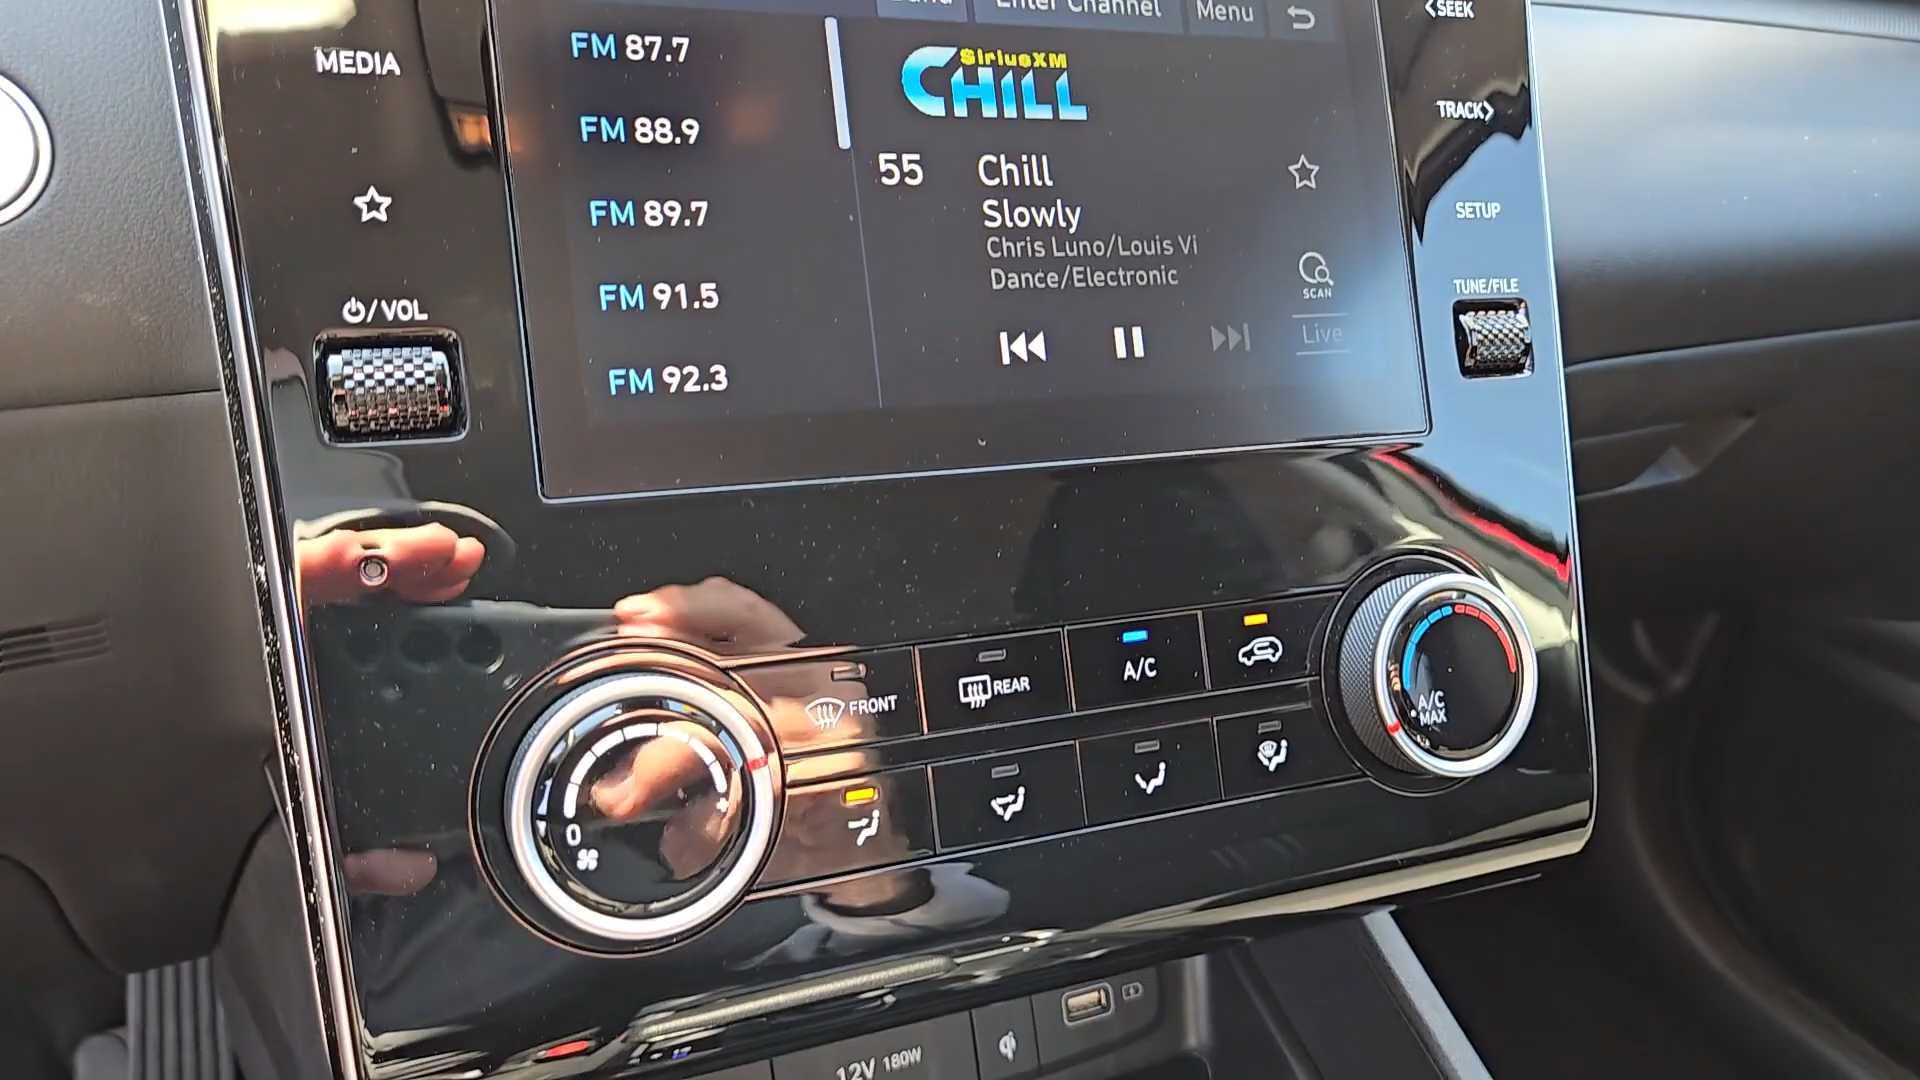 Enter Channel
Menu
<SEEK
MEDIA
FM 87.7
FM 88.9
FM 89.7
FM 91.5
FM 92.3
SiriusXM
CHILL
55
Chill
Slowly
Chris Luno/Louis Vi
Dance/Electronic
SCAN
Live
TRACK>
SETUP
TUNE/FILE
/VOL
FRONT
REAR
A/C
A/C
MAX
0
+
12V 180W